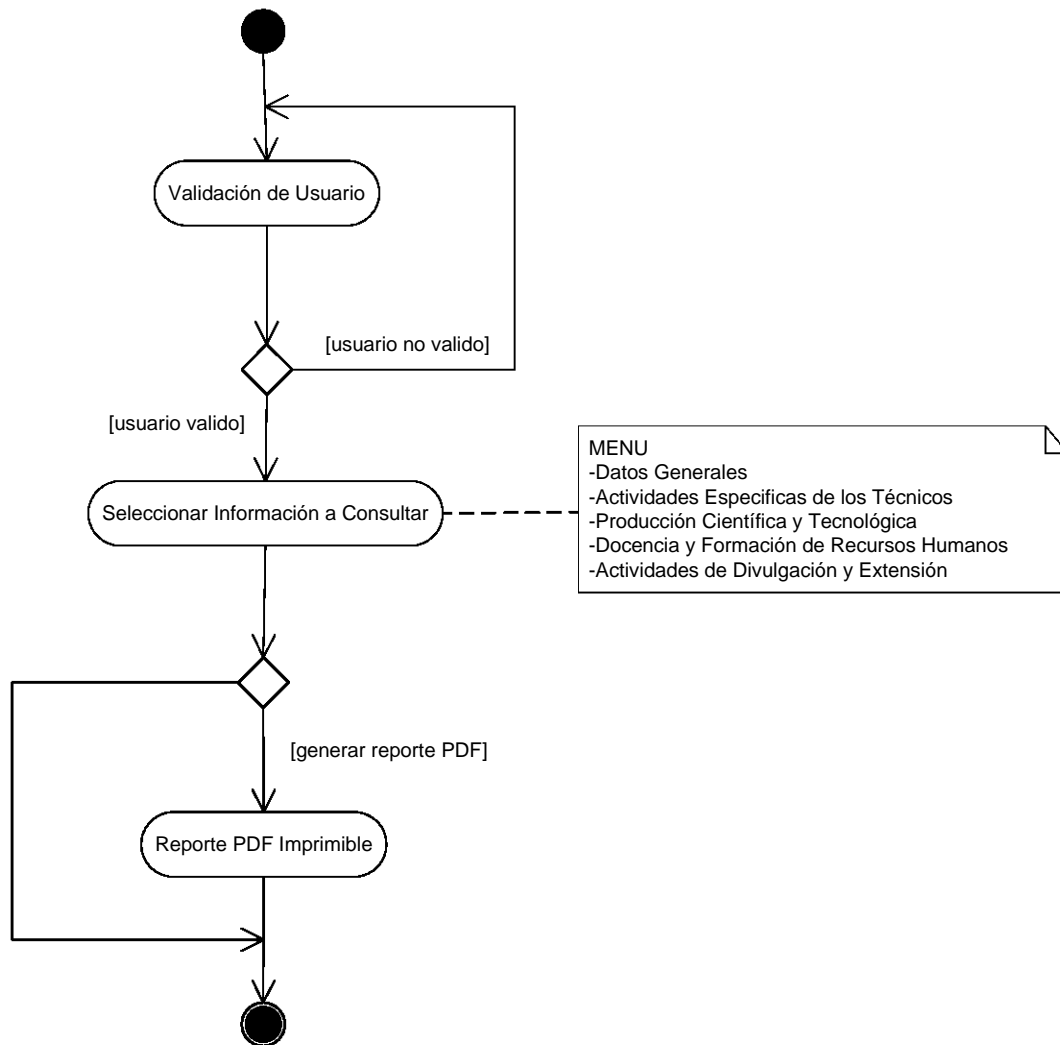 Validación de Usuario
[usuario no valido]
[usuario valido]
Seleccionar Información a Consultar
MENU
-Datos Generales
-Actividades Especificas de los Técnicos
-Producción Científica y Tecnológica
-Docencia y Formación de Recursos Humanos
-Actividades de Divulgación y Extensión
[generar reporte PDF]
Reporte PDF Imprimible